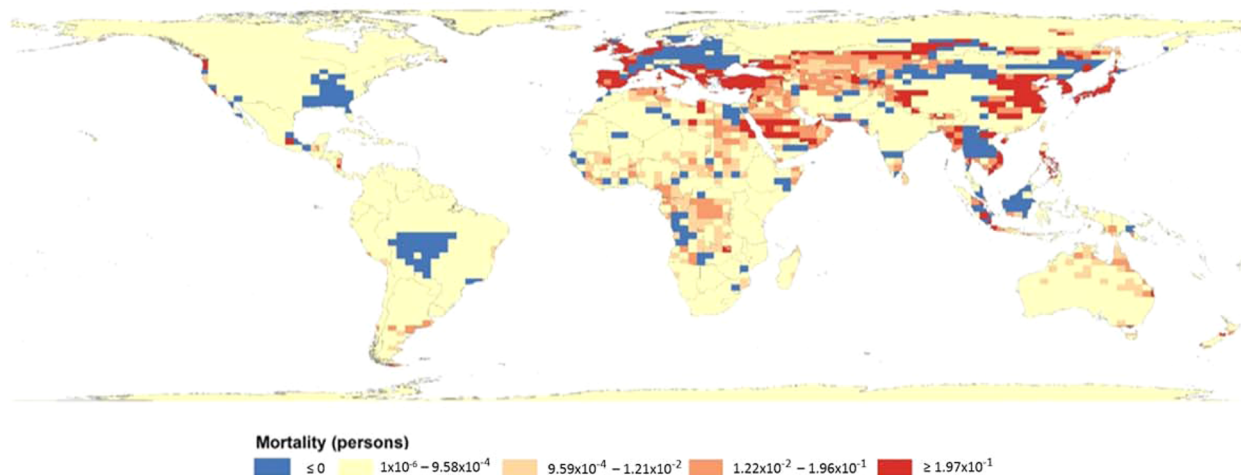 Mortality (persons)
≤ 0 1x10⁻⁶ – 9.58x10⁻⁴ 9.59x10⁻⁴ – 1.21x10⁻² 1.22x10⁻² – 1.96x10⁻¹ ≥ 1.97x10⁻¹